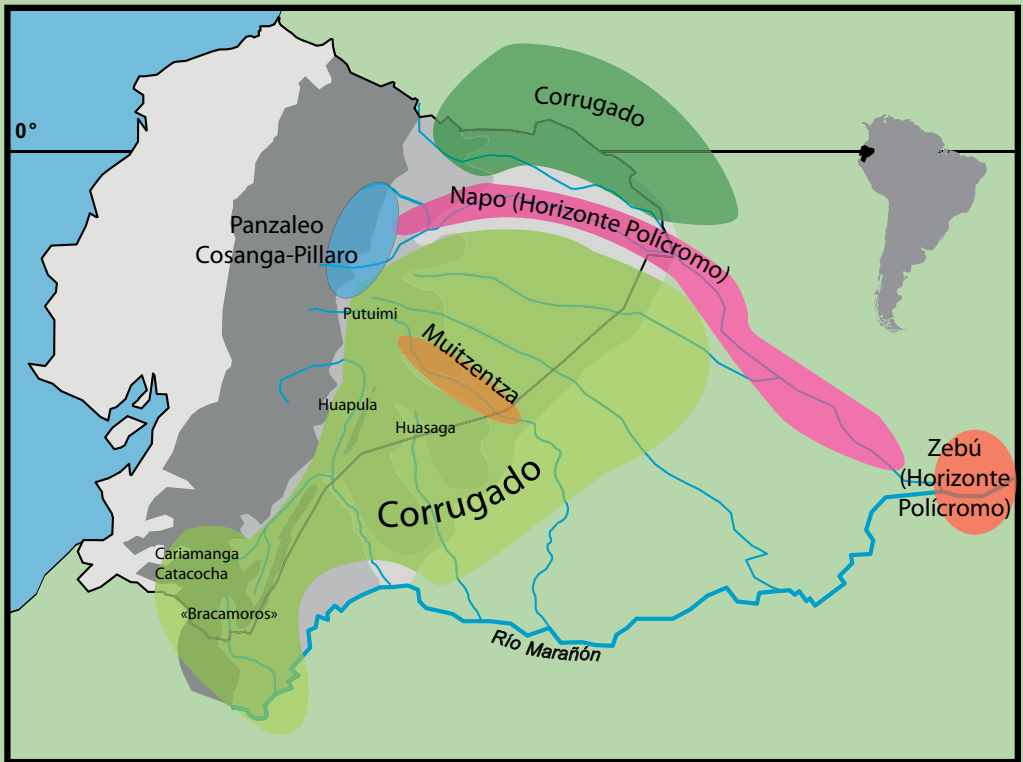 Corrugado
0°
Napo (Horizonte Polícromo)
Panzaleo
Cosanga-Pillaro
Putuimi
Muitzentza
Huapula
Huasaga
Corrugado
Zebú
(Horizonte
Polícromo)
Cariamanga
Catacocha
«Bracamoros»
Río Marañón